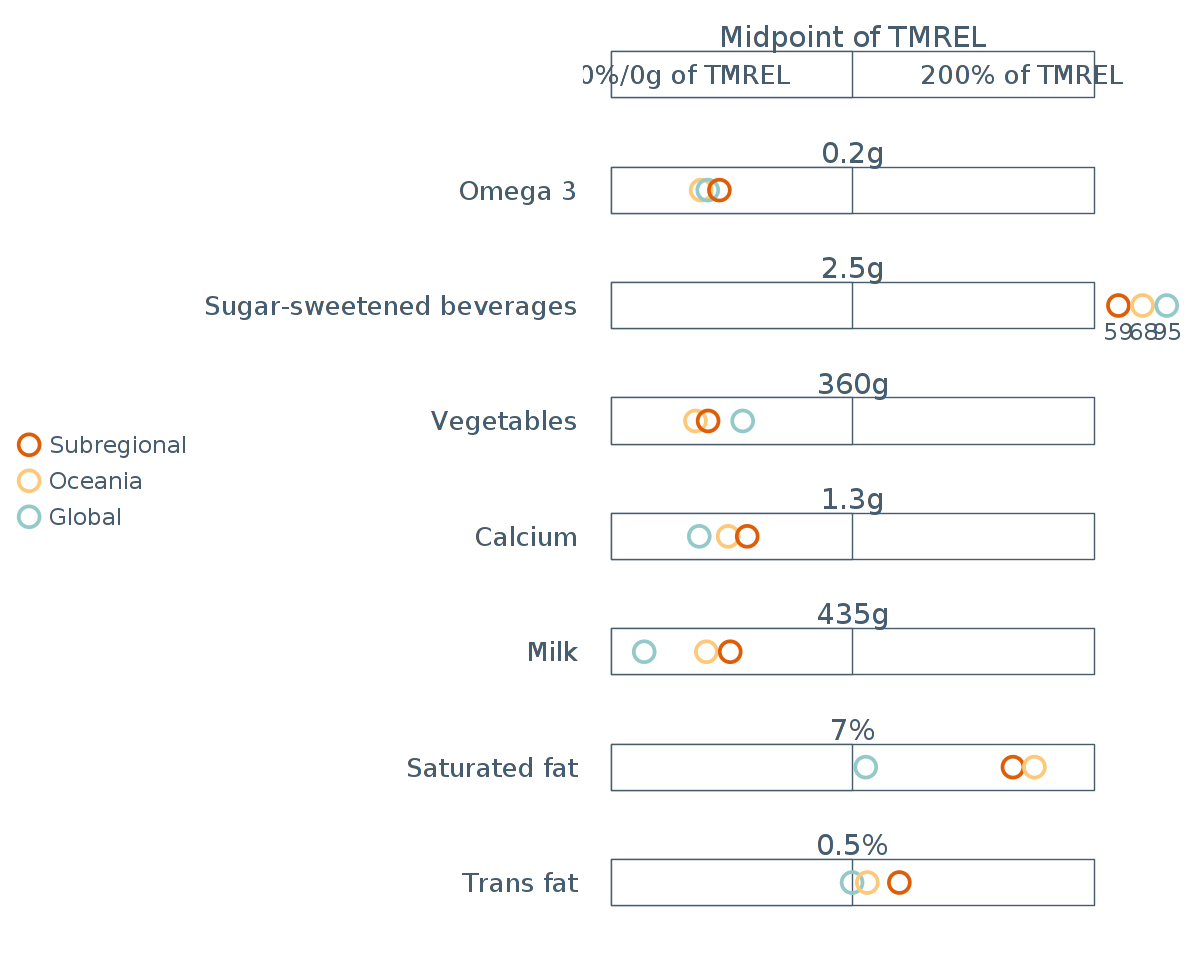 Midpoint of TMREL
0%/0g of TMREL 200% of TMREL
0.2g
Omega 3
2.5g
Sugar-sweetened beverages
59 68 95
360g
Vegetables
Subregional
Oceania
Global
1.3g
Calcium
435g
Milk
7%
Saturated fat
0.5%
Trans fat